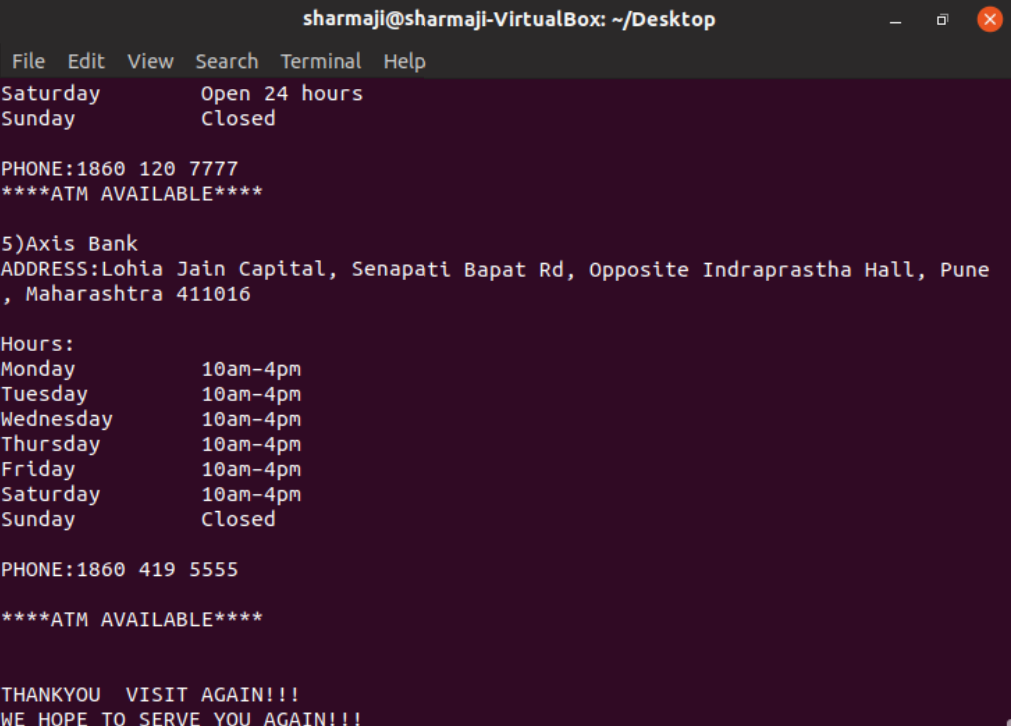 sharmaji@sharmaji-VirtualBox: ~/Desktop
File Edit View Search Terminal Help
Saturday Open 24 hours
Sunday Closed
PHONE:1860 120 7777
****ATM AVAILABLE****
5)Axis Bank
ADDRESS:Lohia Jain Capital, Senapati Bapat Rd, Opposite Indraprastha Hall, Pune
, Maharashtra 411016
Hours:
Monday 10am-4pm
Tuesday 10am-4pm
Wednesday 10am-4pm
Thursday 10am-4pm
Friday 10am-4pm
Saturday 10am-4pm
Sunday Closed
PHONE:1860 419 5555
****ATM AVAILABLE****
THANKYOU  VISIT AGAIN!!!
WE HOPE TO SERVE YOU AGAIN!!!